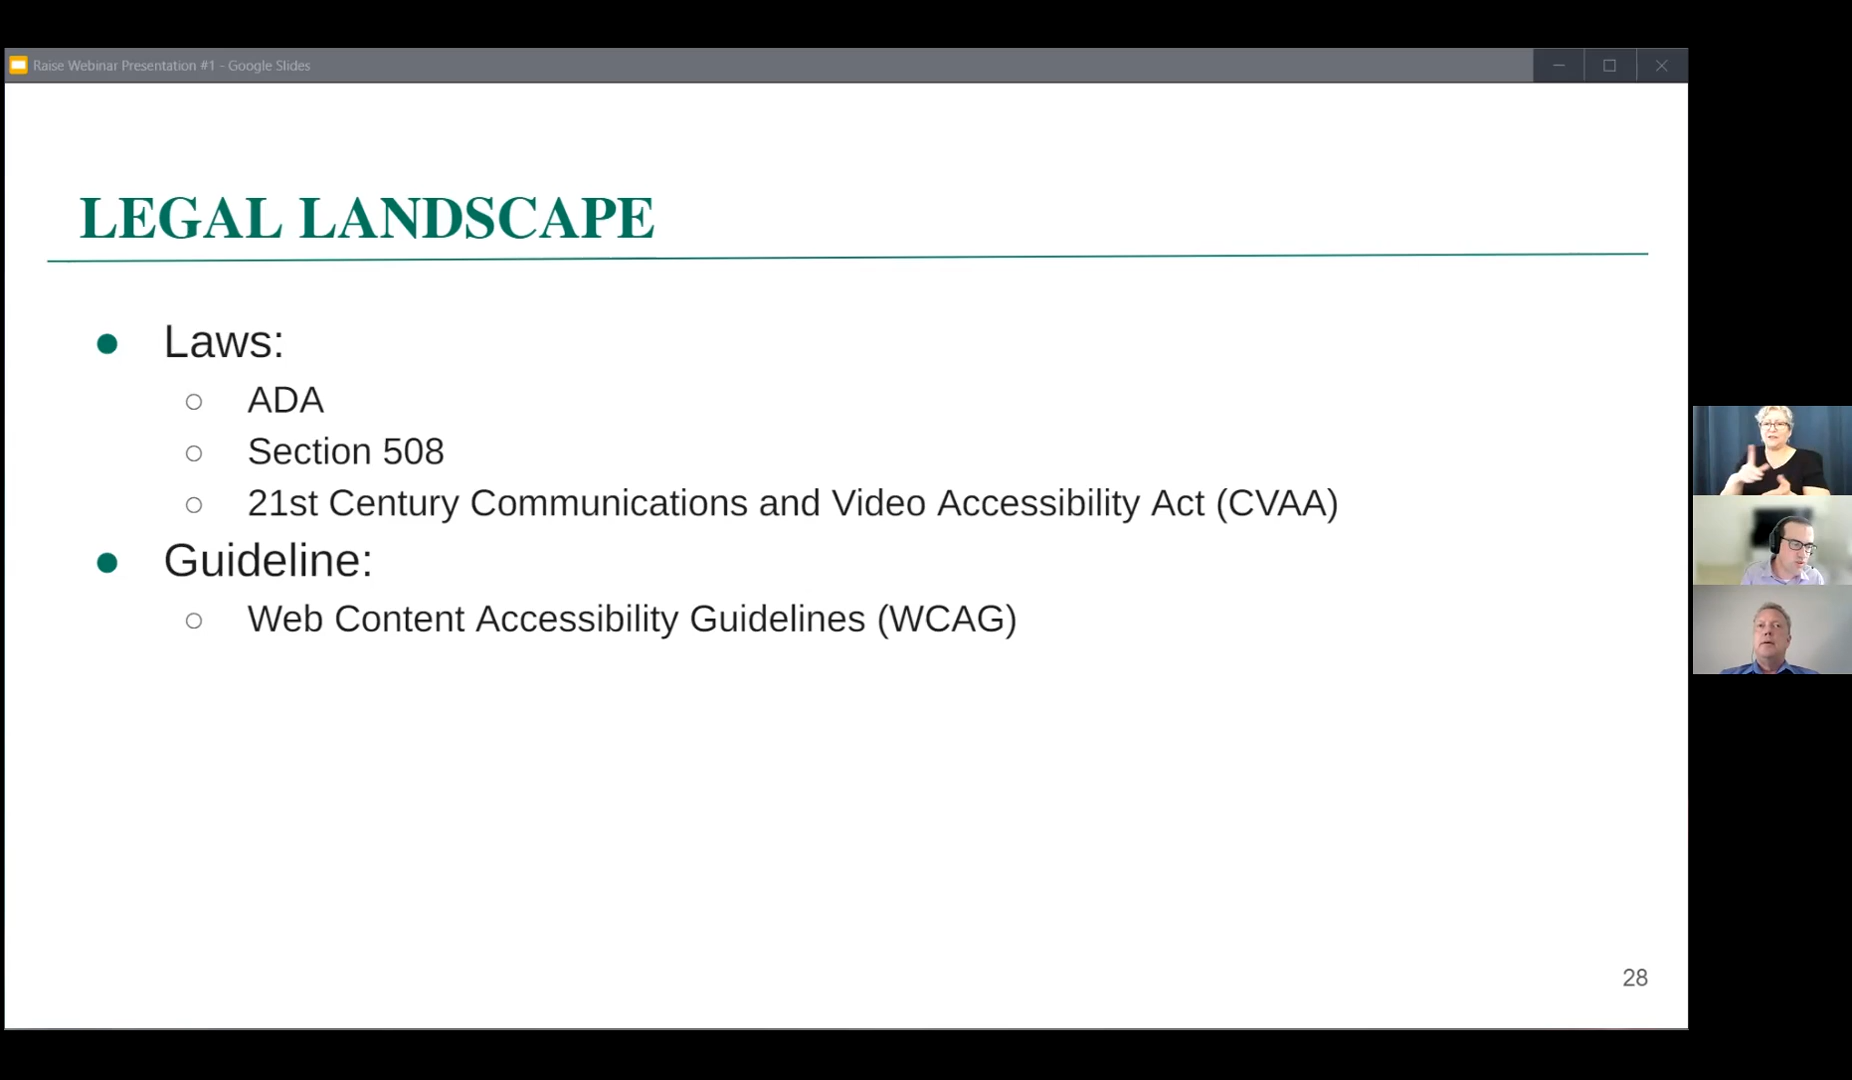 Raise Webinar Presentation #1 - Google Slides
LEGAL LANDSCAPE
Laws:
ADA
Section 508
21st Century Communications and Video Accessibility Act (CVAA)
Guideline:
Web Content Accessibility Guidelines (WCAG)
28